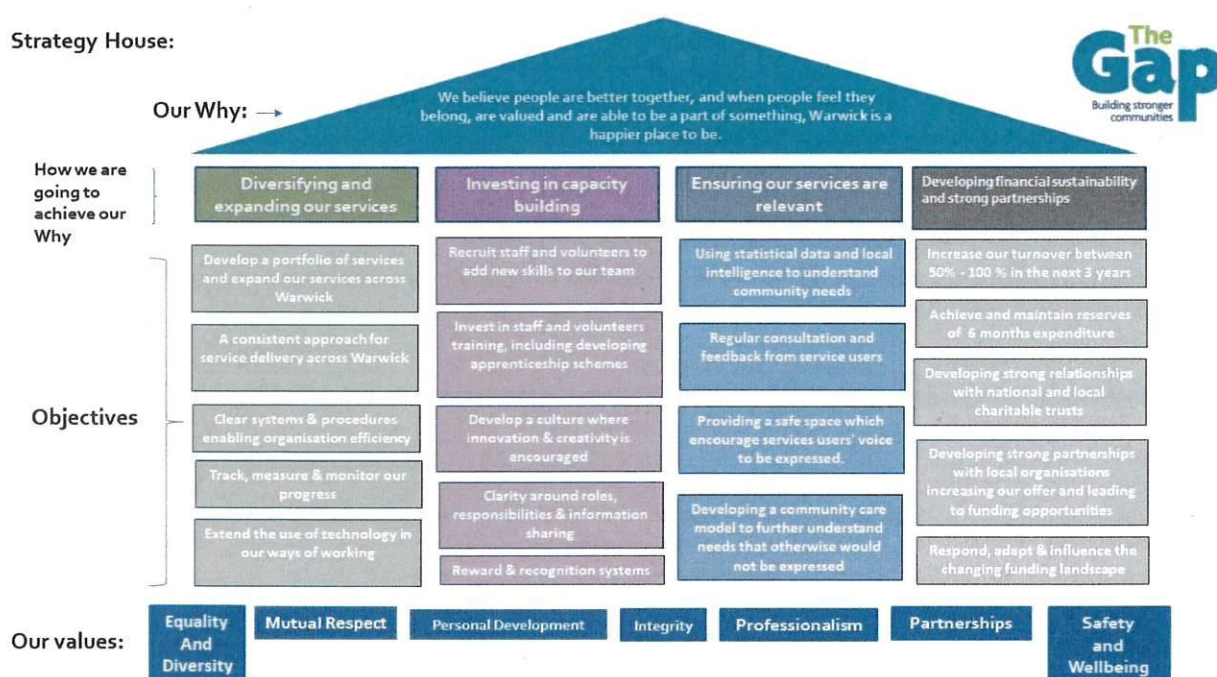 Strategy House:
The
Gap
Building stronger
communities
Our Why:
We believe people are better together, and when people feel they
belong, are valued and are able to be a part of something, Warwick is a
happier place to be.
How we are
going to
achieve our
Why
Diversifying and
expanding our services
Investing in capacity
building
Ensuring our services are
relevant
Developing financial sustainability
and strong partnerships
Objectives
Develop a portfolio of services
and expand our services across
Warwick
A consistent approach for
service delivery across Warwick
Clear systems & procedures
enabling organisation efficiency
Track, measure & monitor our
progress
Extend the use of technology in
our ways of working
Recruit staff and volunteers to
add new skills to our team
Invest in staff and volunteers
training, including developing
apprenticeship schemes
Develop a culture where
innovation & creativity is
encouraged
Clarity around roles,
responsibilities & information
sharing
Reward & recognition systems
Using statistical data and local
intelligence to understand
community needs
Regular consultation and
feedback from service users
Providing a safe space which
encourage services users' voice
to be expressed.
Developing a community care
model to further understand
needs that otherwise would
not be expressed
Increase our turnover between
50% - 100 % in the next 3 years
Achieve and maintain reserves
of 6 months expenditure
Developing strong relationships
with national and local
charitable trusts
Developing strong partnerships
with local organisations
increasing our offer and leading
to funding opportunities
Respond, adapt & influence the
changing funding landscape
Our values:
Equality
And
Diversity
Mutual Respect
Personal Development
Integrity
Professionalism
Partnerships
Safety
and
Wellbeing